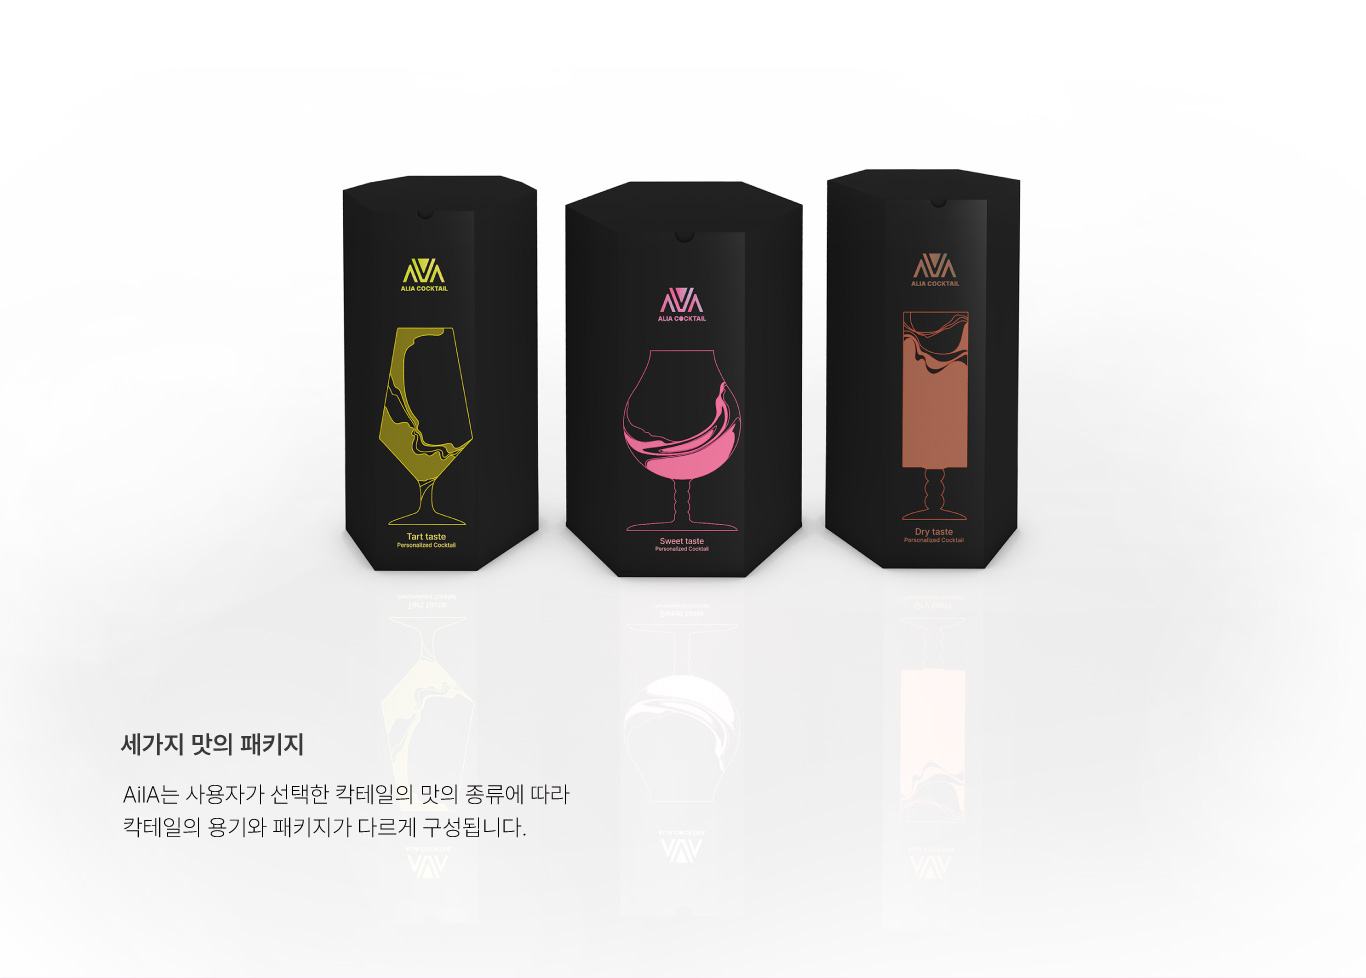 ALIA COCKTAIL
Tart taste
Personalized Cocktail
ALIA COCKTAIL
Sweet taste
Personalized Cocktail
ALIA COCKTAIL
Dry taste
Personalized Cocktail
세가지 맛의 패키지
AilA는 사용자가 선택한 칵테일의 맛의 종류에 따라
칵테일의 용기와 패키지가 다르게 구성됩니다.